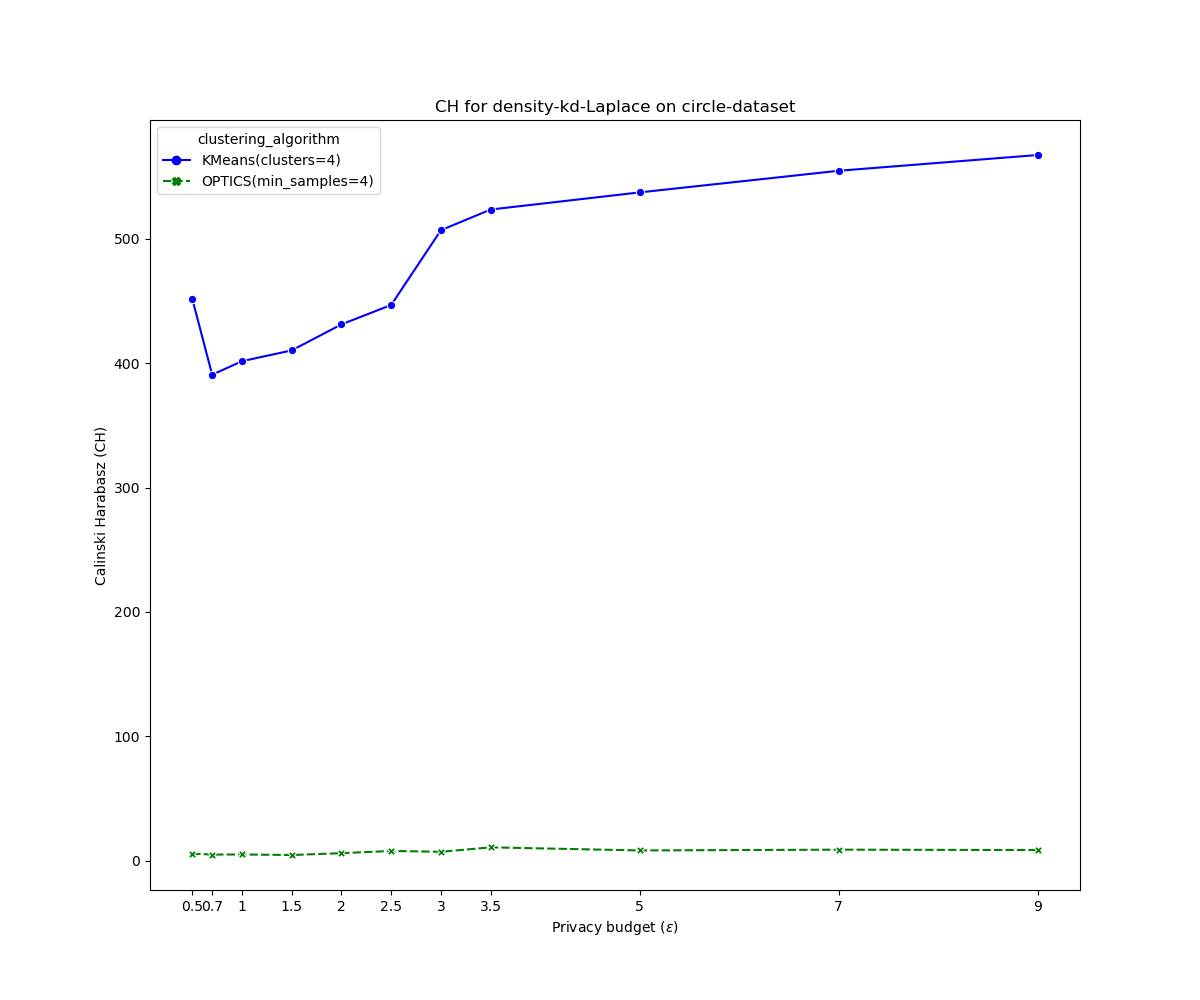 CH for density-kd-Laplace on circle-dataset
clustering_algorithm
KMeans(clusters=4)
OPTICS(min_samples=4)
Calinski Harabasz (CH)
500
400
300
200
100
0
0.5 0.7 1 1.5 2 2.5 3 3.5 5 7 9
Privacy budget (ε)